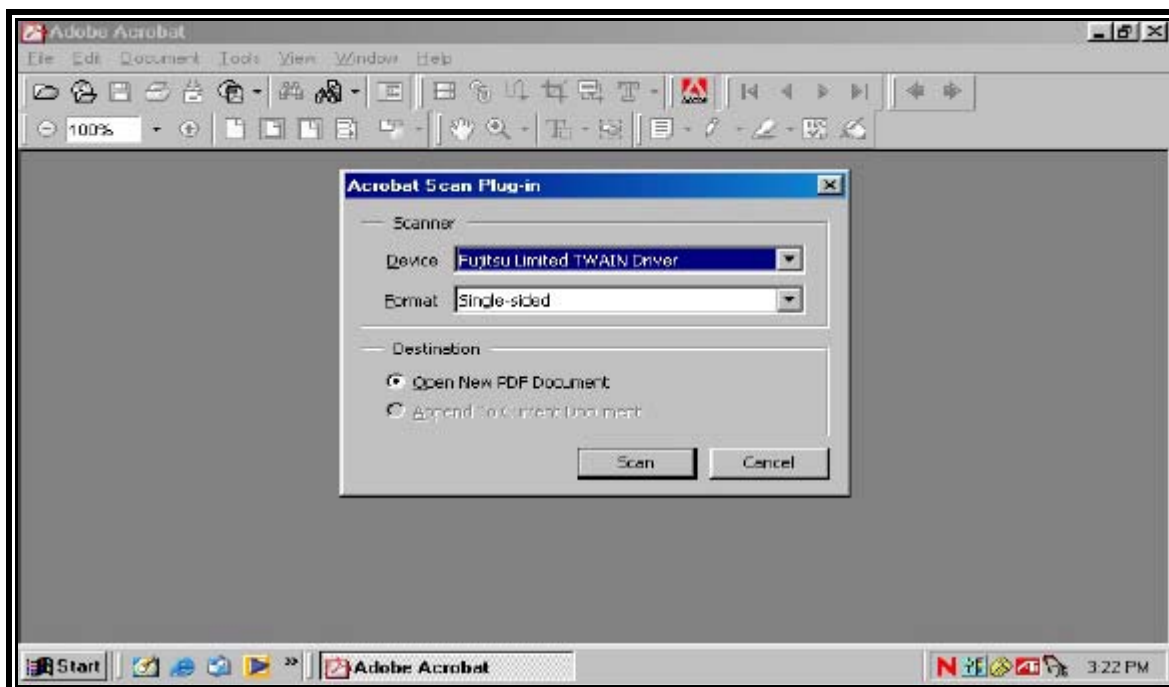 Adobe Acrobat
File Edit Document Tools View Window Help
100%
Acrobat Scan Plug-in
Scanner
Device Fujitsu Limited TWAIN Driver
Format Single-sided
Destination
Open New PDF Document
Append To Current Document
Scan Cancel
Start » Adobe Acrobat 3:22 PM